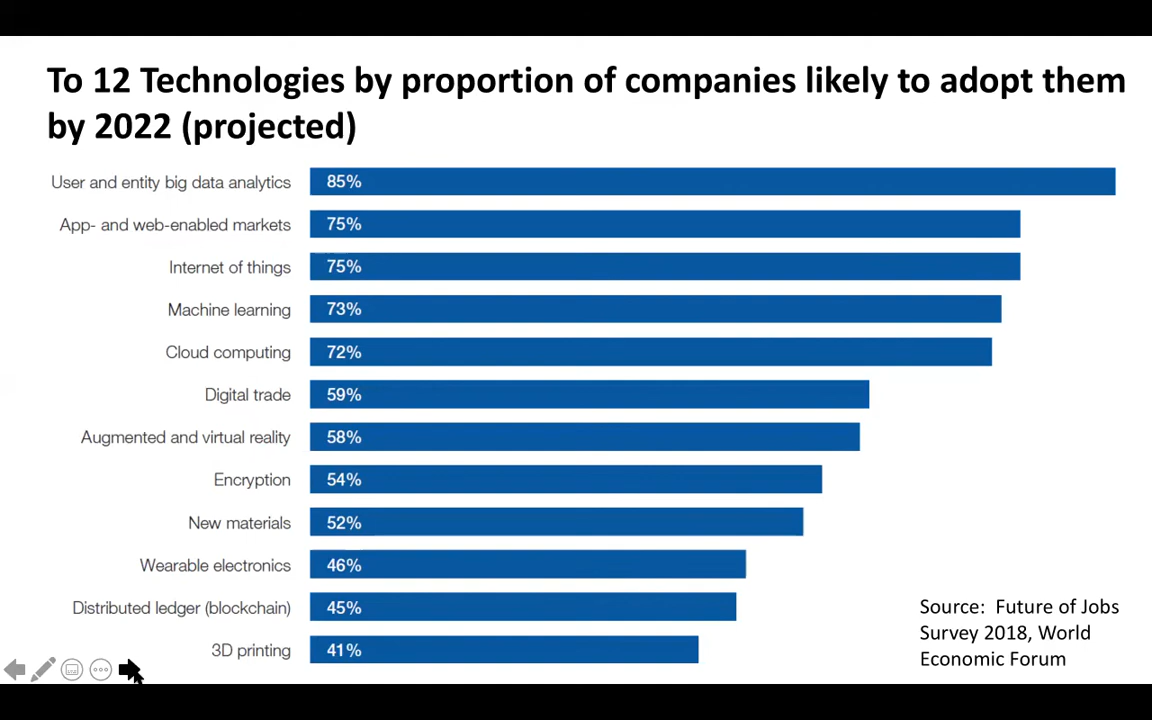 To 12 Technologies by proportion of companies likely to adopt them
by 2022 (projected)
User and entity big data analytics 85%
App- and web-enabled markets 75%
Internet of things 75%
Machine learning 73%
Cloud computing 72%
Digital trade 59%
Augmented and virtual reality 58%
Encryption 54%
New materials 52%
Wearable electronics 46%
Distributed ledger (blockchain) 45%
3D printing 41%
Source: Future of Jobs
Survey 2018, World
Economic Forum